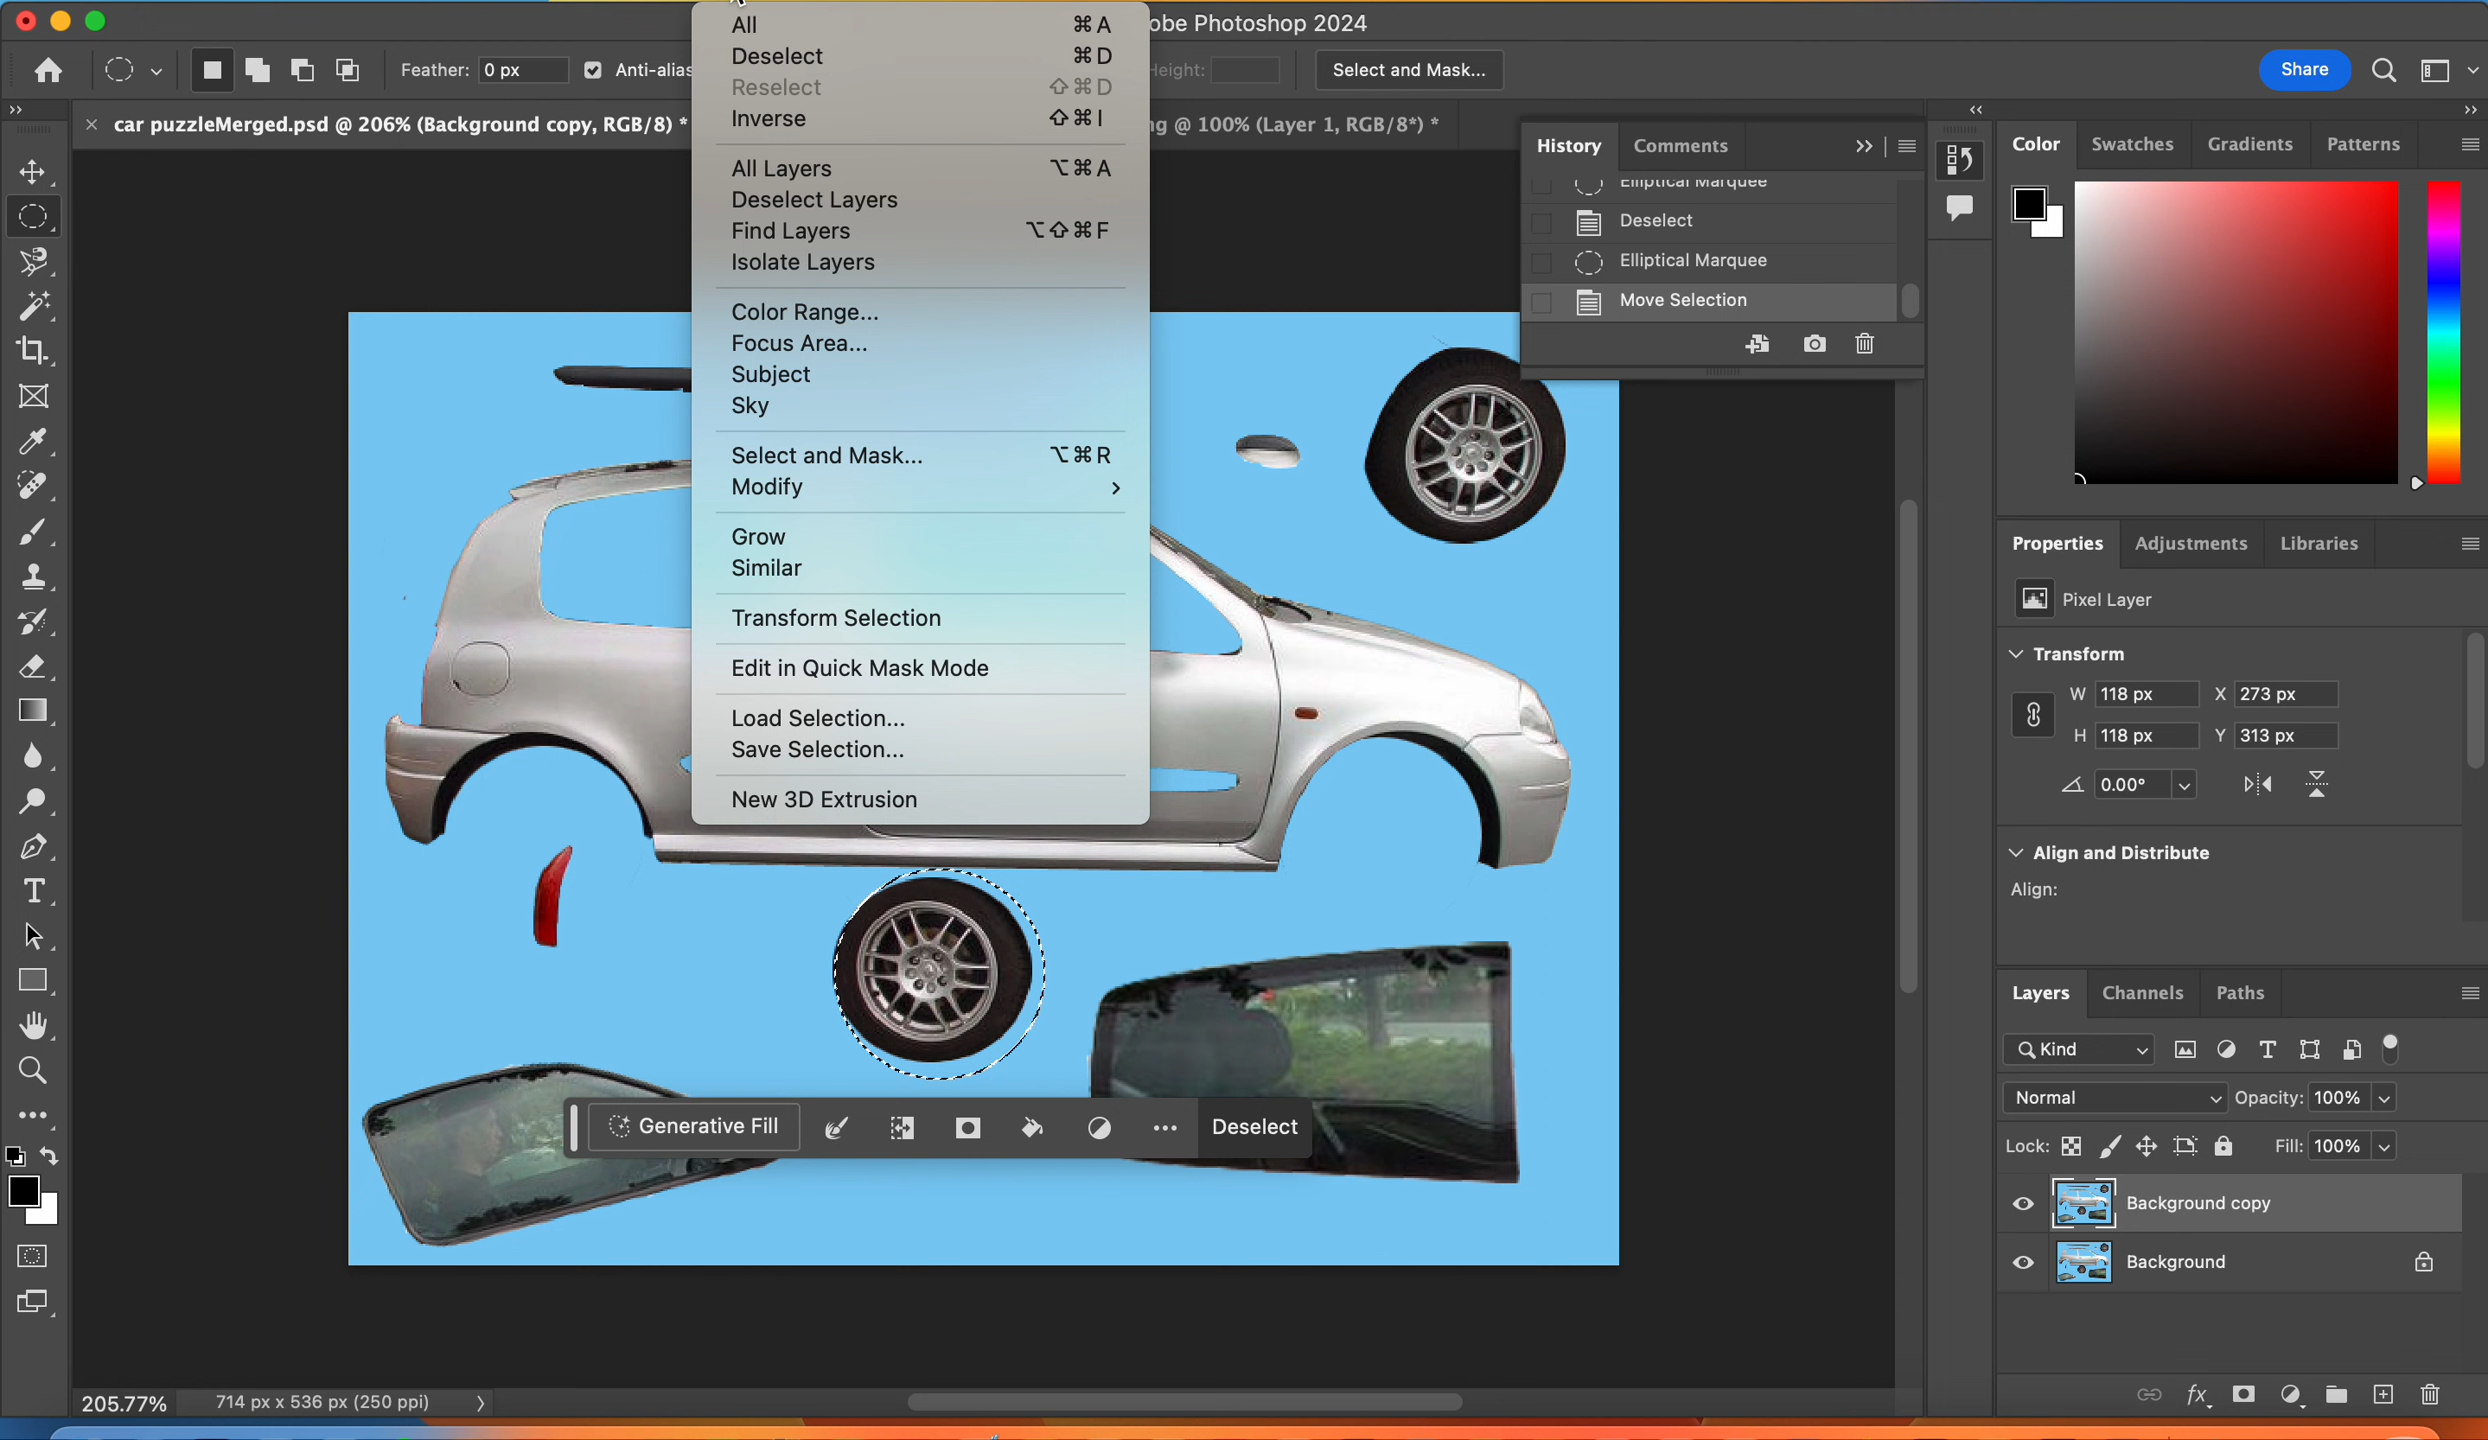 obe Photoshop 2024
Feather: 0 px Anti-alias Height: Select and Mask... Share
car puzzleMerged.psd @ 206% (Background copy, RGB/8) *
ng @ 100% (Layer 1, RGB/8*) *
All ⌘A
Deselect ⌘D
Reselect ⇧⌘D
Inverse ⇧⌘I
All Layers ⌥⌘A
Deselect Layers
Find Layers ⌥⇧⌘F
Isolate Layers
Color Range...
Focus Area...
Subject
Sky
Select and Mask... ⌥⌘R
Modify
Grow
Similar
Transform Selection
Edit in Quick Mask Mode
Load Selection...
Save Selection...
New 3D Extrusion
History Comments
Elliptical Marquee
Deselect
Elliptical Marquee
Move Selection
Generative Fill Deselect
Color Swatches Gradients Patterns
Properties Adjustments Libraries
Pixel Layer
Transform
W 118 px X 273 px
H 118 px Y 313 px
0.00°
Align and Distribute
Align:
Layers Channels Paths
Kind
Normal Opacity: 100%
Lock: Fill: 100%
Background copy
Background
fx
205.77% 714 px x 536 px (250 ppi)